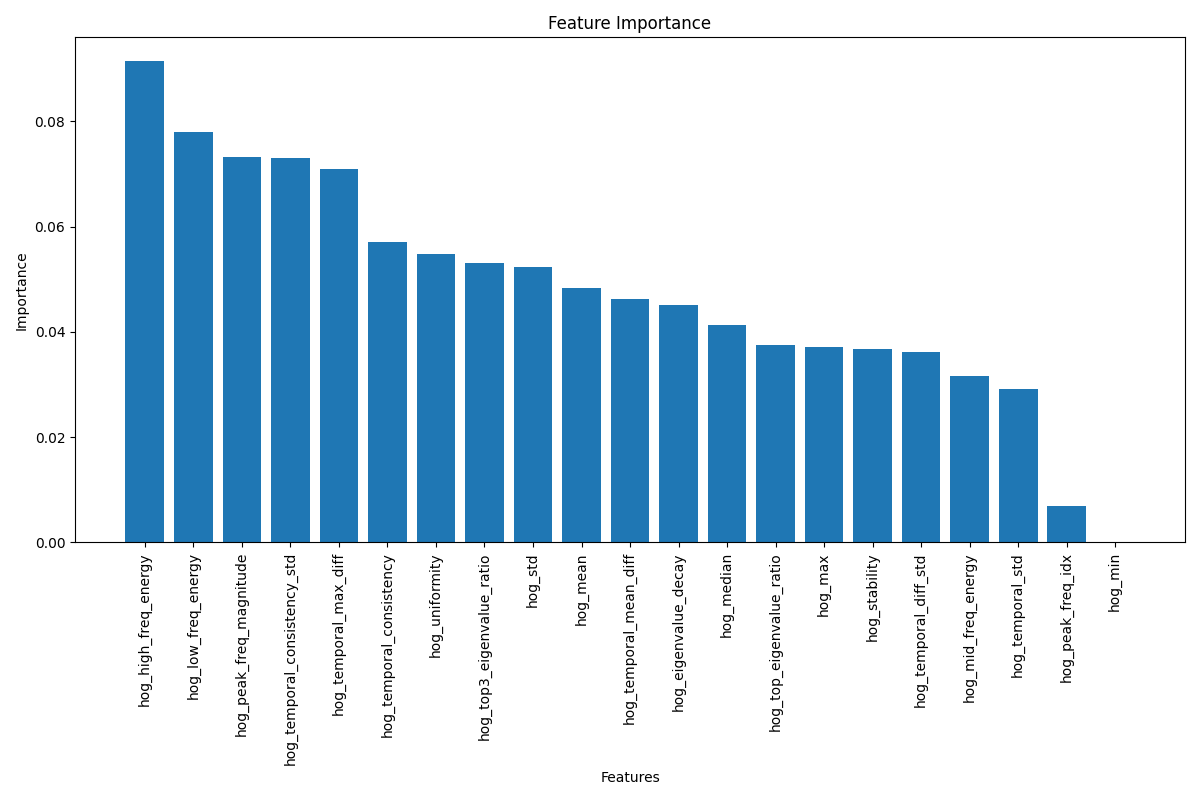 Feature Importance
Importance
0.08
0.06
0.04
0.02
0.00
hog_high_freq_energy
hog_low_freq_energy
hog_peak_freq_magnitude
hog_temporal_consistency_std
hog_temporal_max_diff
hog_temporal_consistency
hog_uniformity
hog_top3_eigenvalue_ratio
hog_std
hog_mean
hog_temporal_mean_diff
hog_eigenvalue_decay
hog_median
hog_top_eigenvalue_ratio
hog_max
hog_stability
hog_temporal_diff_std
hog_mid_freq_energy
hog_temporal_std
hog_peak_freq_idx
hog_min
Features